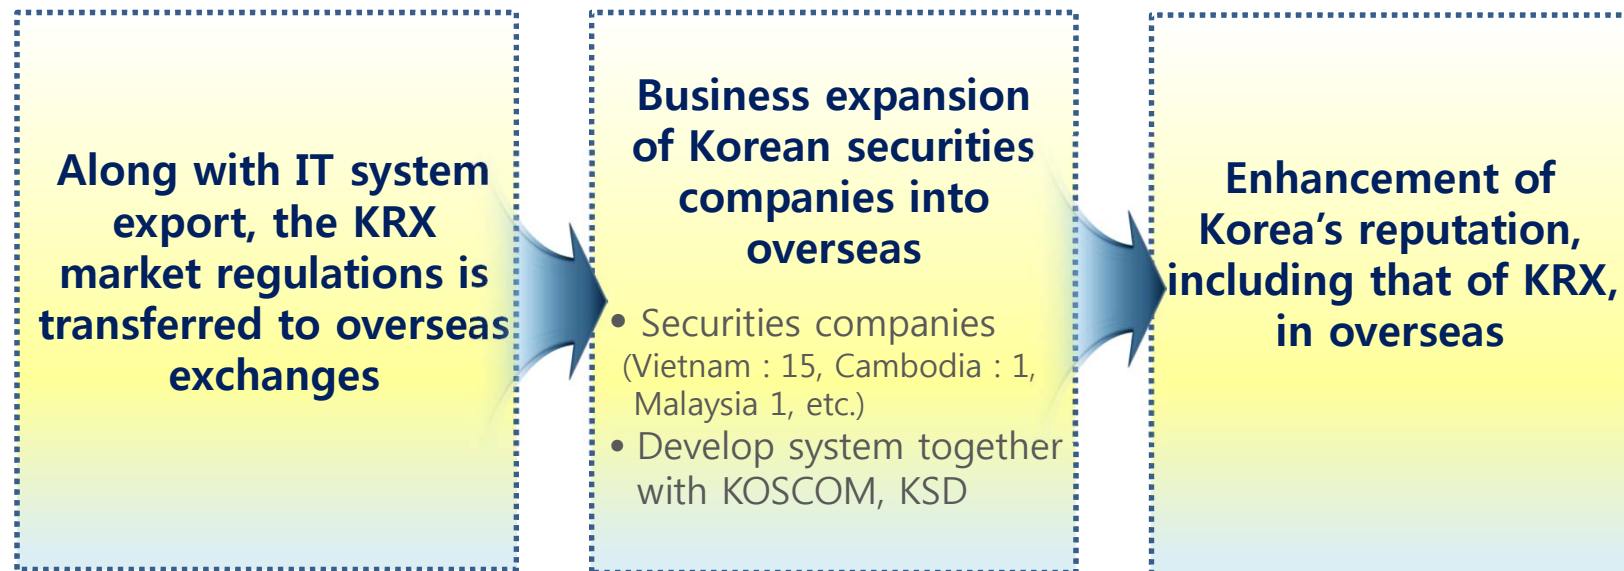 Along with IT system
export, the KRX
market regulations is
transferred to overseas
exchanges
Business expansion
of Korean securities
companies into
overseas
• Securities companies
(Vietnam : 15, Cambodia : 1,
Malaysia 1, etc.)
• Develop system together
with KOSCOM, KSD
Enhancement of
Korea’s reputation,
including that of KRX,
in overseas